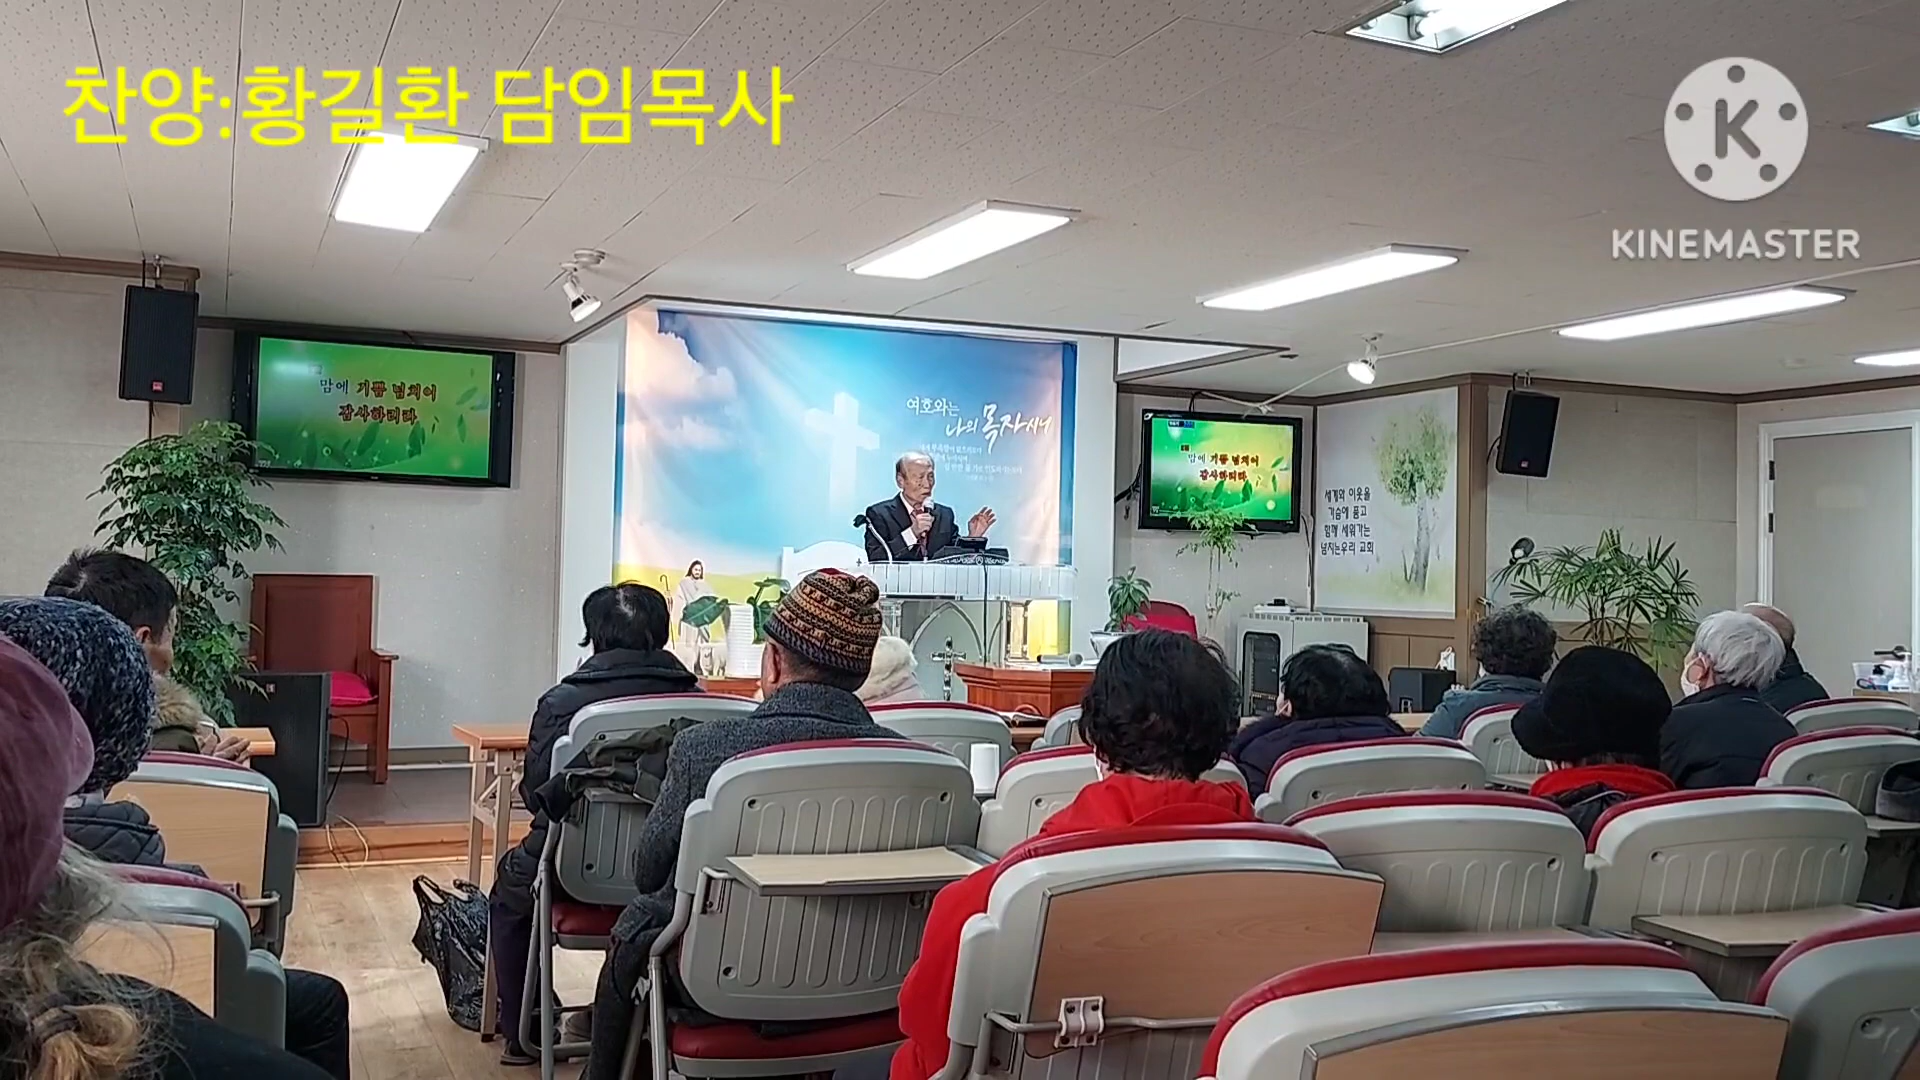 찬양:황길환 담임목사
KINEMASTER
맘에 기쁨 넘치어
감사하리라
여호와는
나의 목자시니
맘에 기쁨 넘치어
감사하리라
세계와 이웃을
가슴에 품고
함께 세워가는
넘치는우리 교회